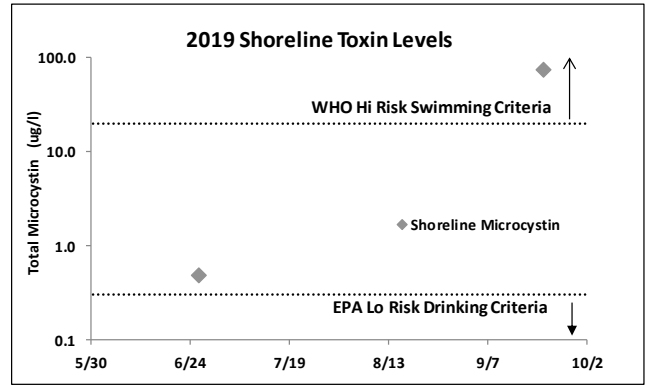 2019 Shoreline Toxin Levels
Total Microcystin (ug/l)
100.0
10.0
1.0
0.1
WHO Hi Risk Swimming Criteria
Shoreline Microcystin
EPA Lo Risk Drinking Criteria
5/30 6/24 7/19 8/13 9/7 10/2